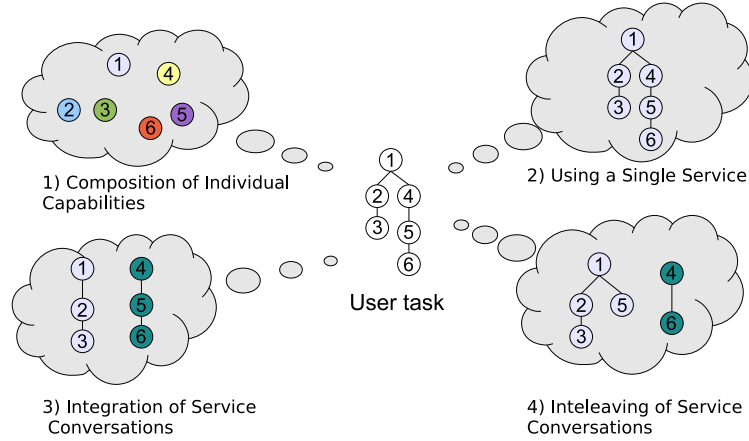 1
4
2
3
5
6
1) Composition of Individual
Capabilities
1
2 4
3 5
6
2) Using a Single Service
1
2 4
3
5
6
User task
1 4
2 5
3 6
3) Integration of Service
Conversations
1 4
2 5
6
3
4) Inteleaving of Service
Conversations